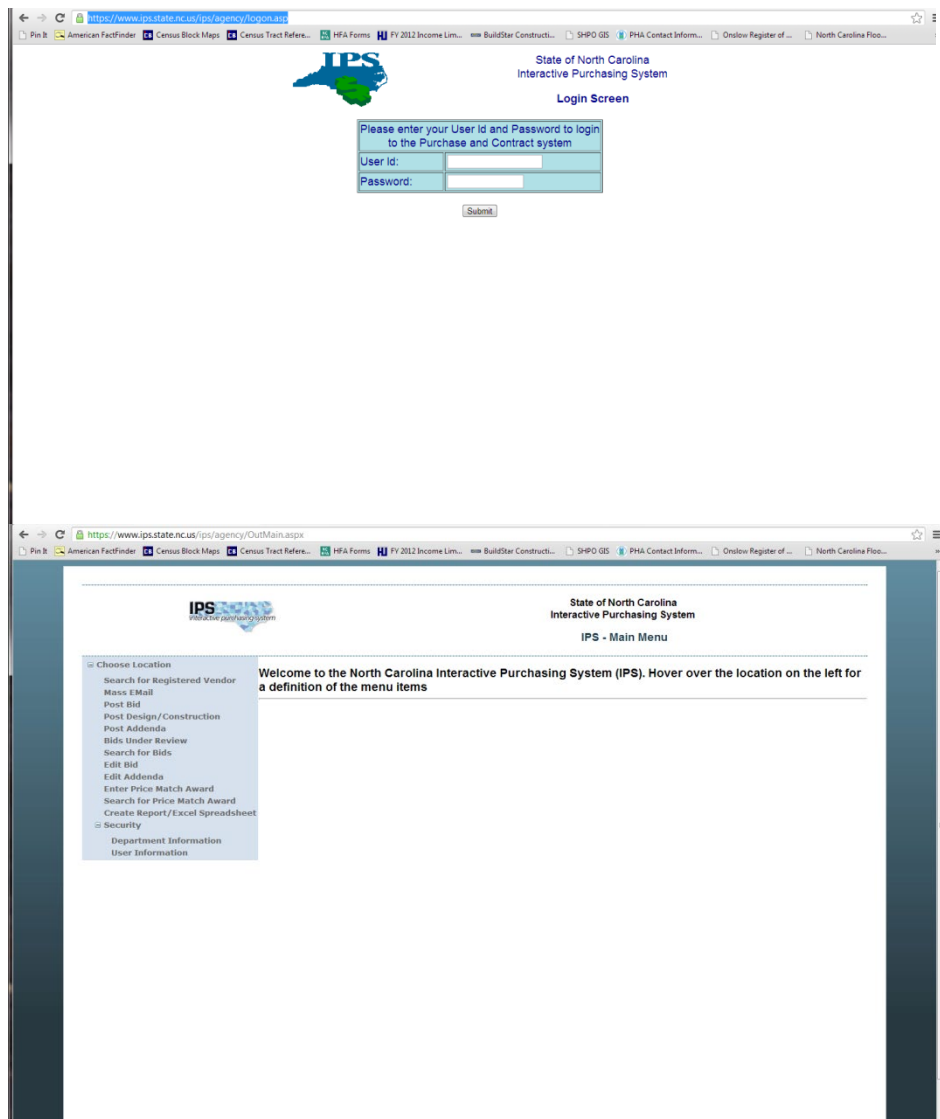 https://www.ips.state.nc.us/ips/agency/logon.asp
Pin It American FactFinder Census Block Maps Census Tract Refere... HFA Forms FY 2012 Income Lim... BuildStar Constructi... SHPO GIS PHA Contact Inform... Onslow Register of ... North Carolina Floo...
IPS
State of North Carolina
Interactive Purchasing System
Login Screen
Please enter your User Id and Password to login
to the Purchase and Contract system
User Id:
Password:
Submit
https://www.ips.state.nc.us/ips/agency/OutMain.aspx
Pin It American FactFinder Census Block Maps Census Tract Refere... HFA Forms FY 2012 Income Lim... BuildStar Constructi... SHPO GIS PHA Contact Inform... Onslow Register of ... North Carolina Floo... »
IPS
interactive purchasing system
State of North Carolina
Interactive Purchasing System
IPS - Main Menu
Choose Location
Search for Registered Vendor
Mass EMail
Post Bid
Post Design/Construction
Post Addenda
Bids Under Review
Search for Bids
Edit Bid
Edit Addenda
Enter Price Match Award
Search for Price Match Award
Create Report/Excel Spreadsheet
Security
Department Information
User Information
Welcome to the North Carolina Interactive Purchasing System (IPS). Hover over the location on the left for
a definition of the menu items